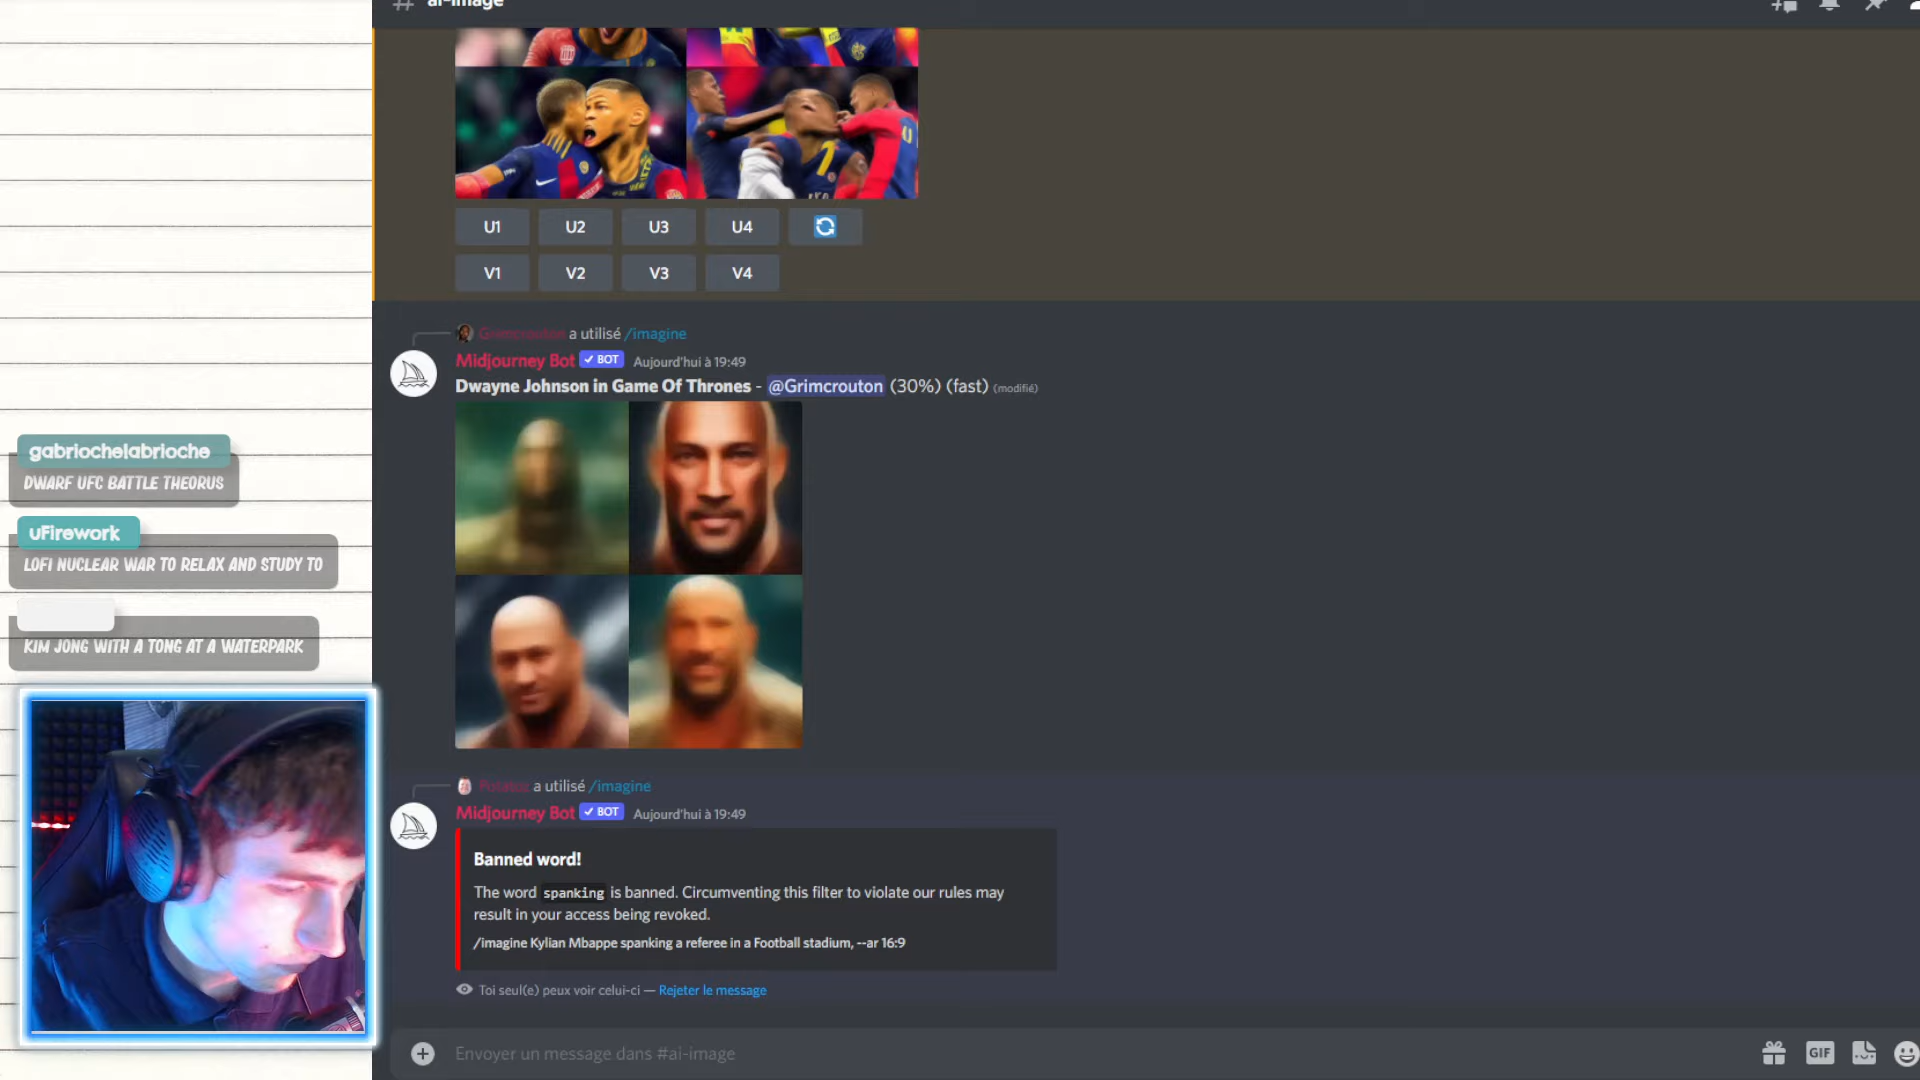 ai-image
U1 U2 U3 U4
V1 V2 V3 V4
Grimcrouton a utilisé /imagine
Midjourney Bot ✓ BOT Aujourd'hui à 19:49
Dwayne Johnson in Game Of Thrones - @Grimcrouton (30%) (fast) (modifié)
a utilisé /imagine
Midjourney Bot ✓ BOT Aujourd'hui à 19:49
Banned word!
The word spanking is banned. Circumventing this filter to violate our rules may
result in your access being revoked.
/imagine Kylian Mbappe spanking a referee in a Football stadium, --ar 16:9
Toi seul(e) peux voir celui-ci — Rejeter le message
Envoyer un message dans #ai-image
GIF
gabriochelabrioche
DWARF UFC BATTLE THEORUS
uFirework
LOFI NUCLEAR WAR TO RELAX AND STUDY TO
KIM JONG WITH A TONG AT A WATERPARK